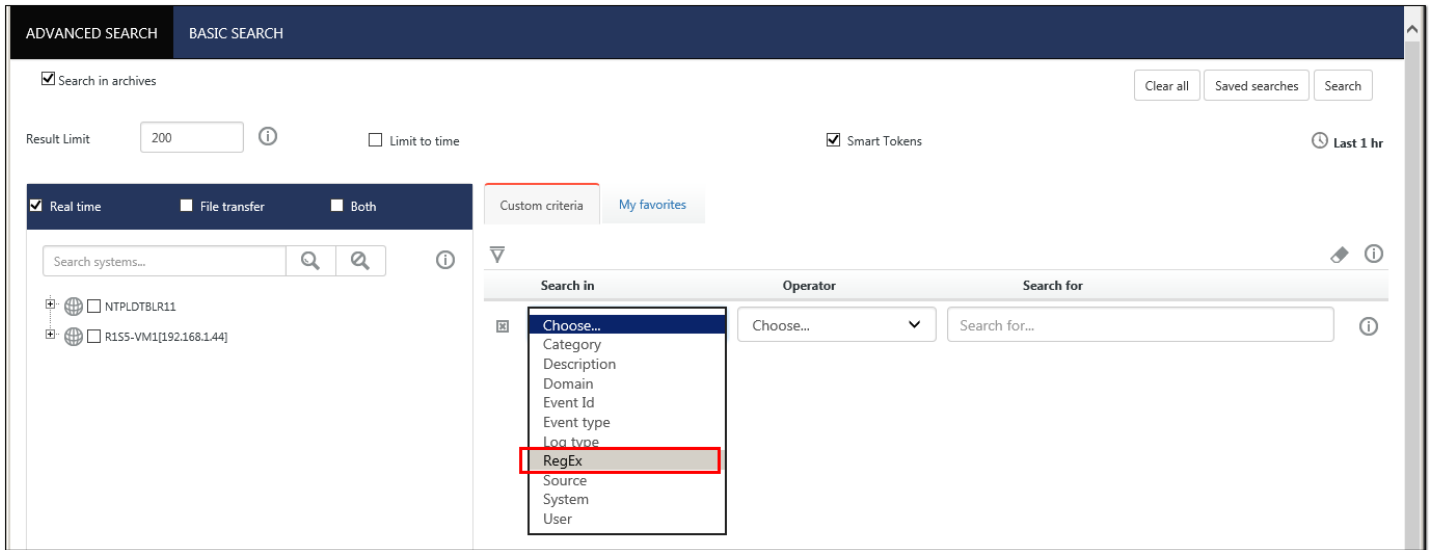 ADVANCED SEARCH BASIC SEARCH
Search in archives
Clear all Saved searches Search
Result Limit 200 Limit to time Smart Tokens Last 1 hr
Real time File transfer Both
Custom criteria My favorites
Search systems...
Search in Operator Search for
NTPLDTBLR11
R1S5-VM1[192.168.1.44]
Choose... Choose... Search for...
Category
Description
Domain
Event Id
Event type
Log type
RegEx
Source
System
User